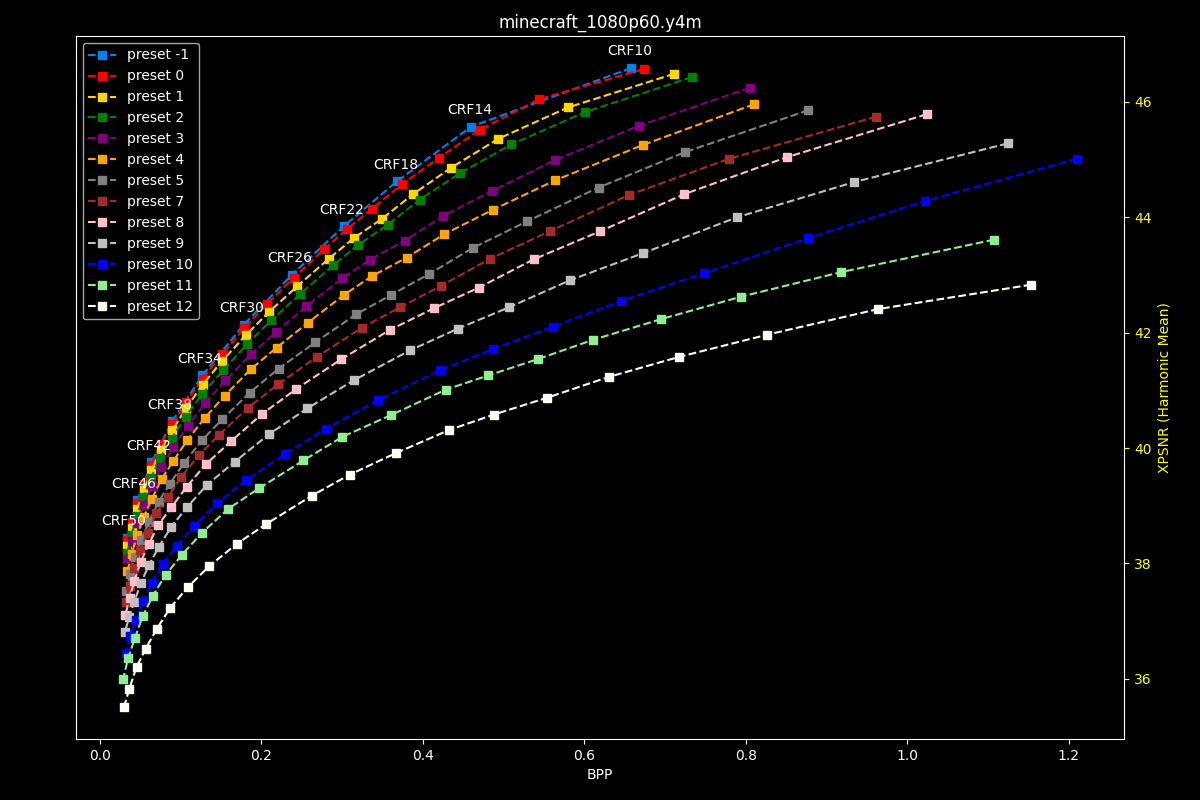 minecraft_1080p60.y4m
preset -1
preset 0
preset 1
preset 2
preset 3
preset 4
preset 5
preset 7
preset 8
preset 9
preset 10
preset 11
preset 12
CRF10
CRF14
CRF18
CRF22
CRF26
CRF30
CRF34
CRF38
CRF42
CRF46
CRF50
46
44
42
40
38
36
XPSNR (Harmonic Mean)
0.0
0.2
0.4
0.6
0.8
1.0
1.2
BPP